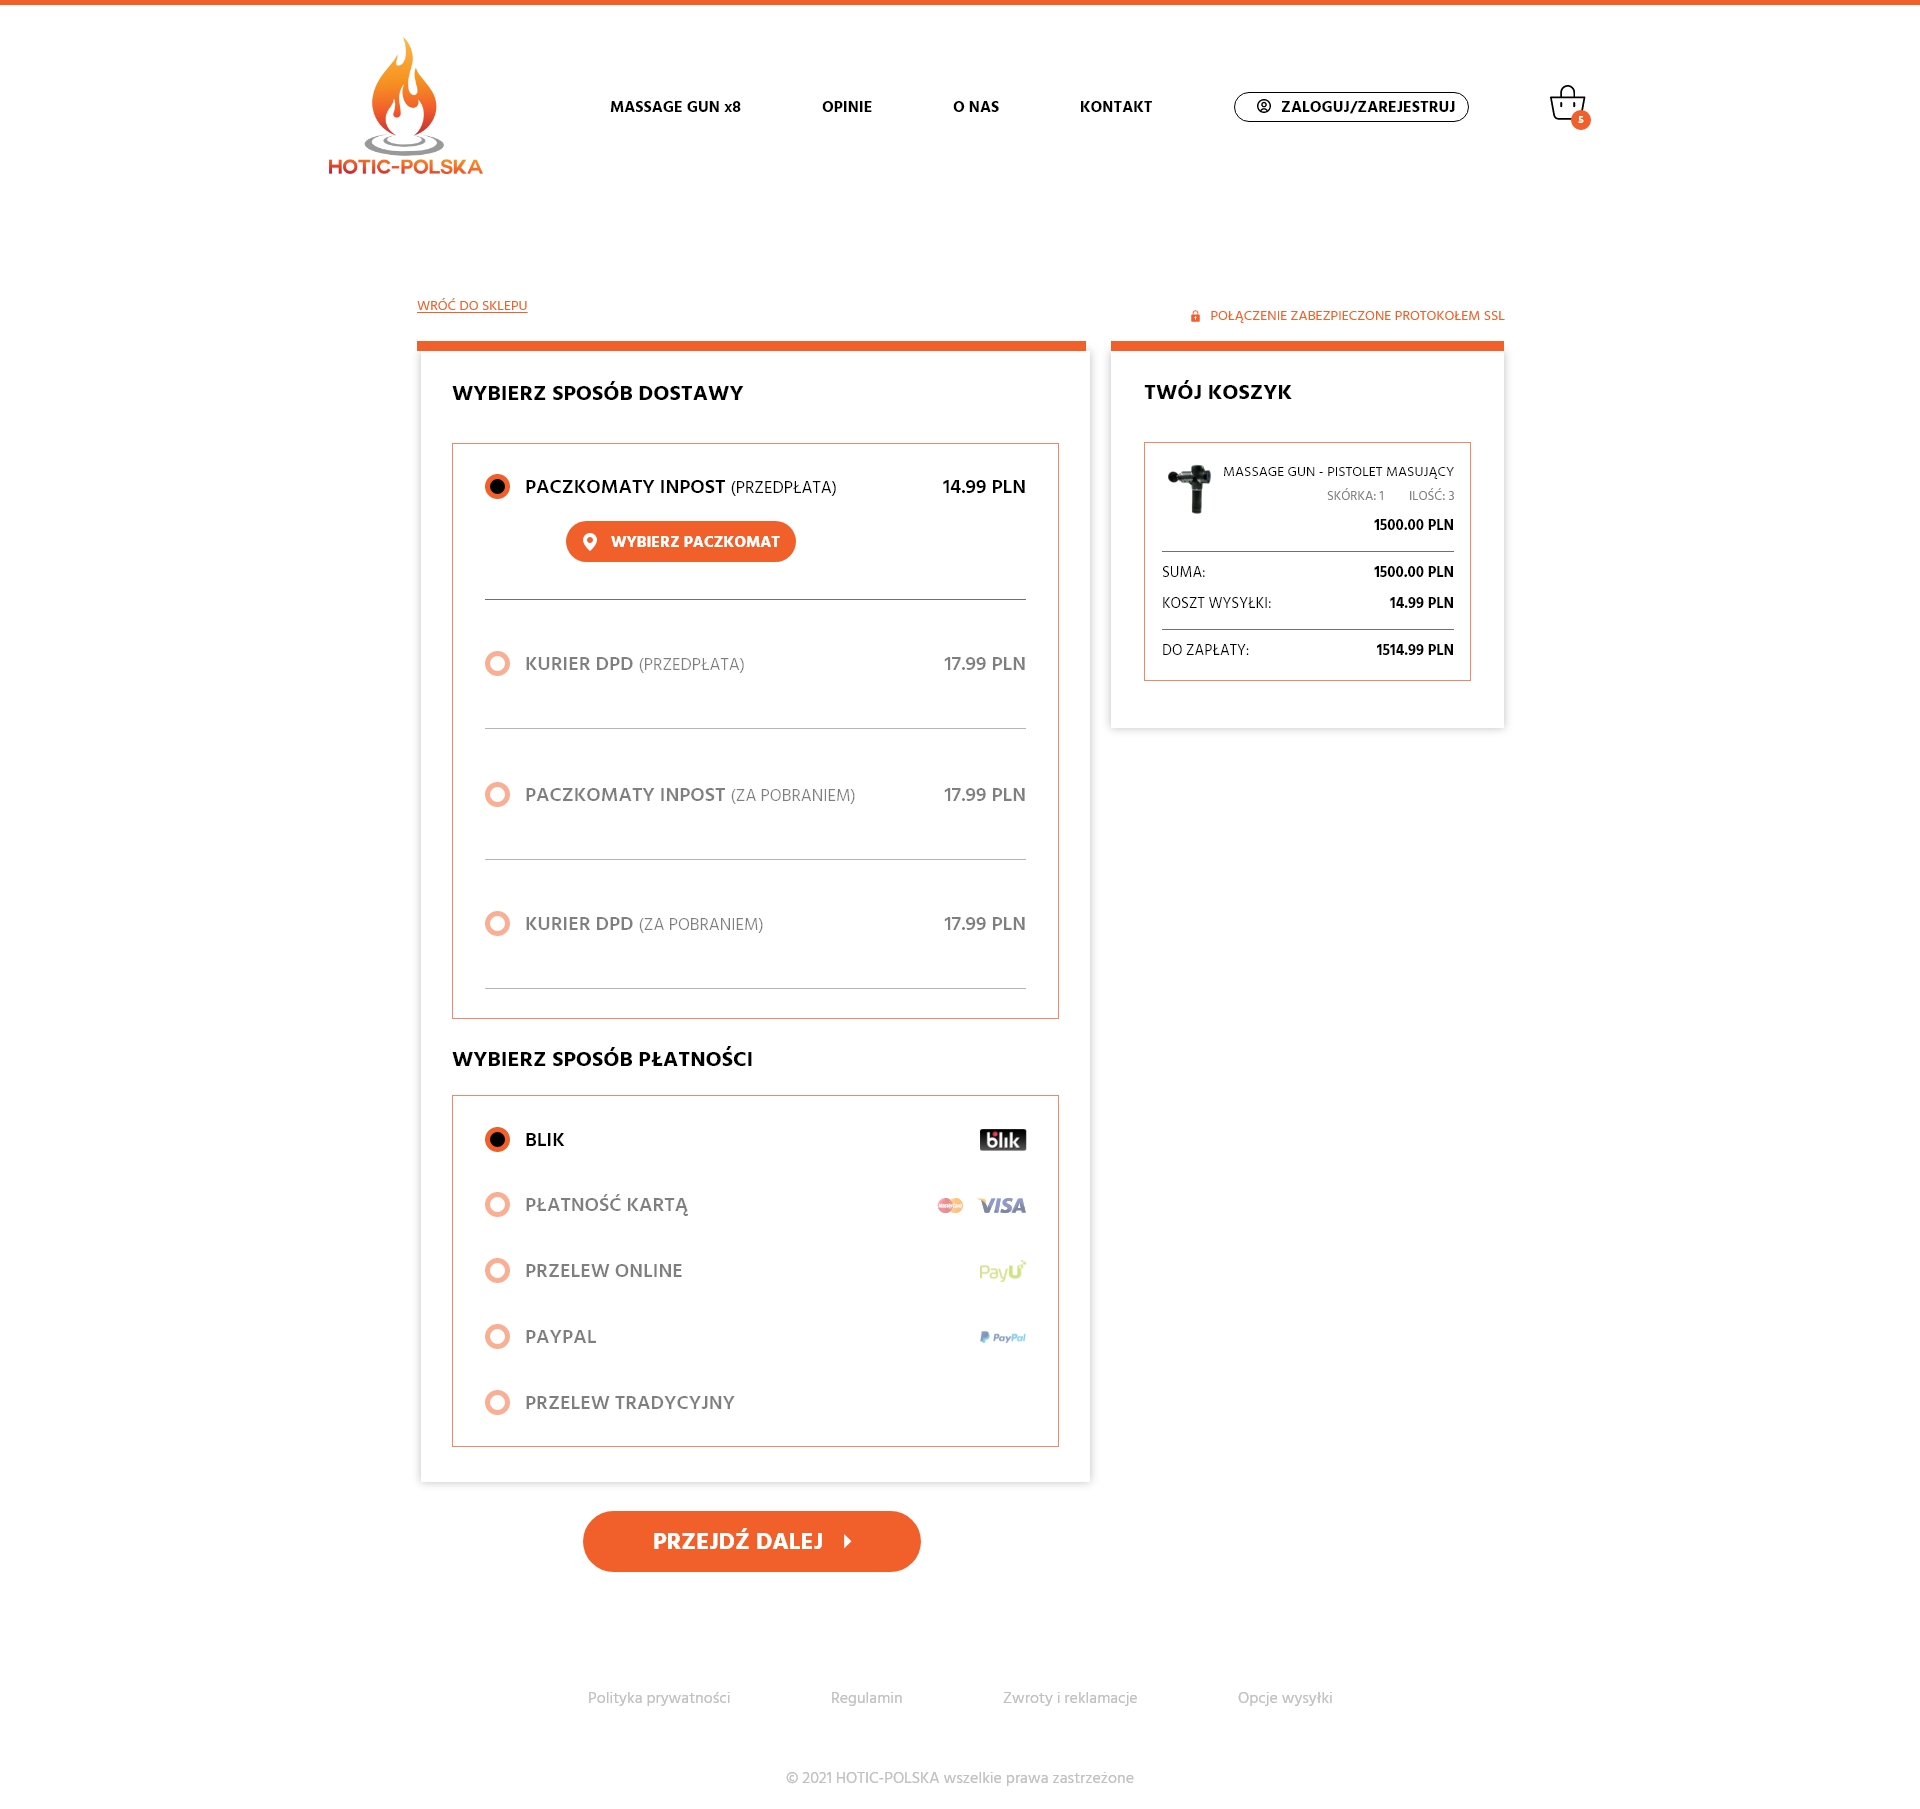 MASSAGE GUN x8
OPINIE
O NAS
KONTAKT
ZALOGUJ/ZAREJESTRUJ
5
HOTIC-POLSKA
WRÓĆ DO SKLEPU
POŁĄCZENIE ZABEZPIECZONE PROTOKOŁEM SSL
WYBIERZ SPOSÓB DOSTAWY
PACZKOMATY INPOST (PRZEDPŁATA) 14.99 PLN
WYBIERZ PACZKOMAT
KURIER DPD (PRZEDPŁATA) 17.99 PLN
PACZKOMATY INPOST (ZA POBRANIEM) 17.99 PLN
KURIER DPD (ZA POBRANIEM) 17.99 PLN
WYBIERZ SPOSÓB PŁATNOŚCI
BLIK blik
PŁATNOŚĆ KARTĄ MasterCard VISA
PRZELEW ONLINE PayU
PAYPAL PayPal
PRZELEW TRADYCYJNY
PRZEJDŹ DALEJ
TWÓJ KOSZYK
MASSAGE GUN - PISTOLET MASUJĄCY
SKÓRKA: 1 ILOŚĆ: 3
1500.00 PLN
SUMA: 1500.00 PLN
KOSZT WYSYŁKI: 14.99 PLN
DO ZAPŁATY: 1514.99 PLN
Polityka prywatności
Regulamin
Zwroty i reklamacje
Opcje wysyłki
© 2021 HOTIC-POLSKA wszelkie prawa zastrzeżone